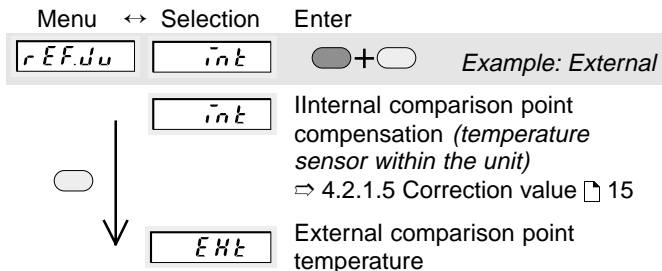 Menu ↔ Selection Enter
rEF.du int + Example: External
int IInternal comparison point
compensation (temperature
sensor within the unit)
⇨ 4.2.1.5 Correction value 15
EHt External comparison point
temperature